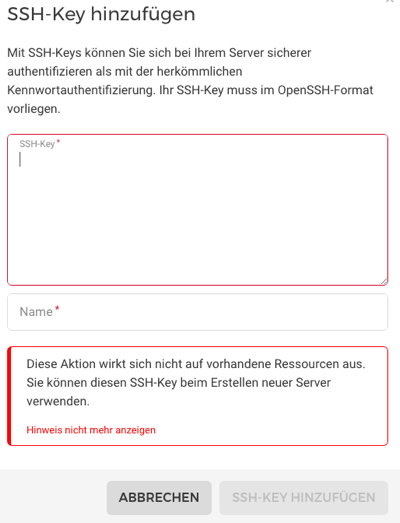 SSH-Key hinzufügen
Mit SSH-Keys können Sie sich bei Ihrem Server sicherer
authentifizieren als mit der herkömmlichen
Kennwortauthentifizierung. Ihr SSH-Key muss im OpenSSH-Format
vorliegen.
SSH-Key *
Name *
Diese Aktion wirkt sich nicht auf vorhandene Ressourcen aus.
Sie können diesen SSH-Key beim Erstellen neuer Server
verwenden.
Hinweis nicht mehr anzeigen
ABBRECHEN SSH-KEY HINZUFÜGEN